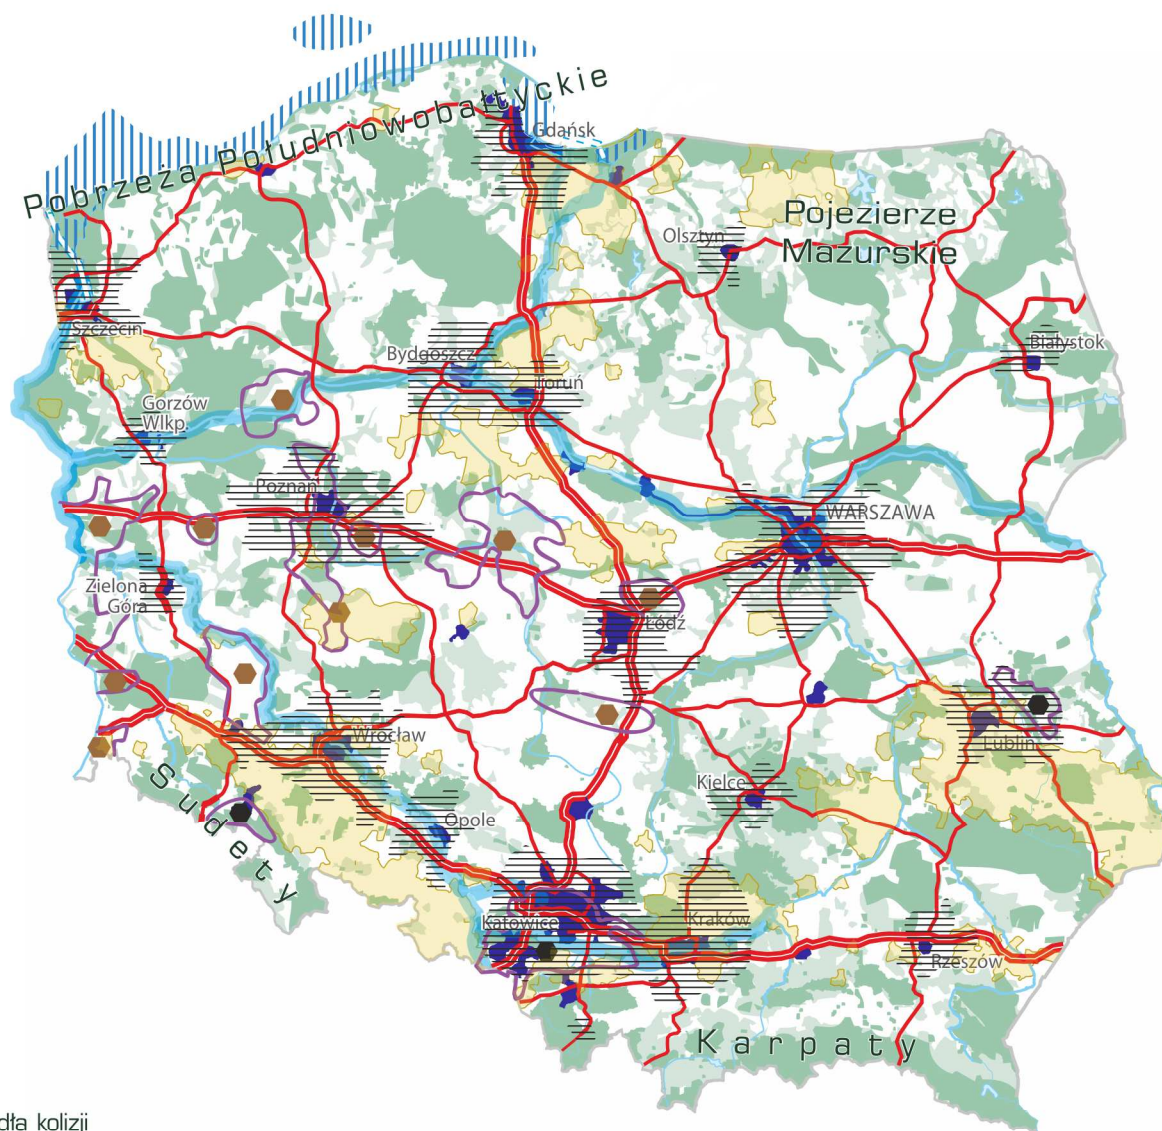 Pobrzeża Południowobałtyckie
Gdańsk
Pojezierze
Mazurskie
Olsztyn
Szczecin
Białystok
Bydgoszcz
Toruń
Gorzów
Wlkp.
Poznań
WARSZAWA
Zielona
Góra
Łódź
Wrocław
Lublin
Sudety
Kielce
Opole
Katowice
Kraków
Rzeszów
Karpaty
dła kolizji